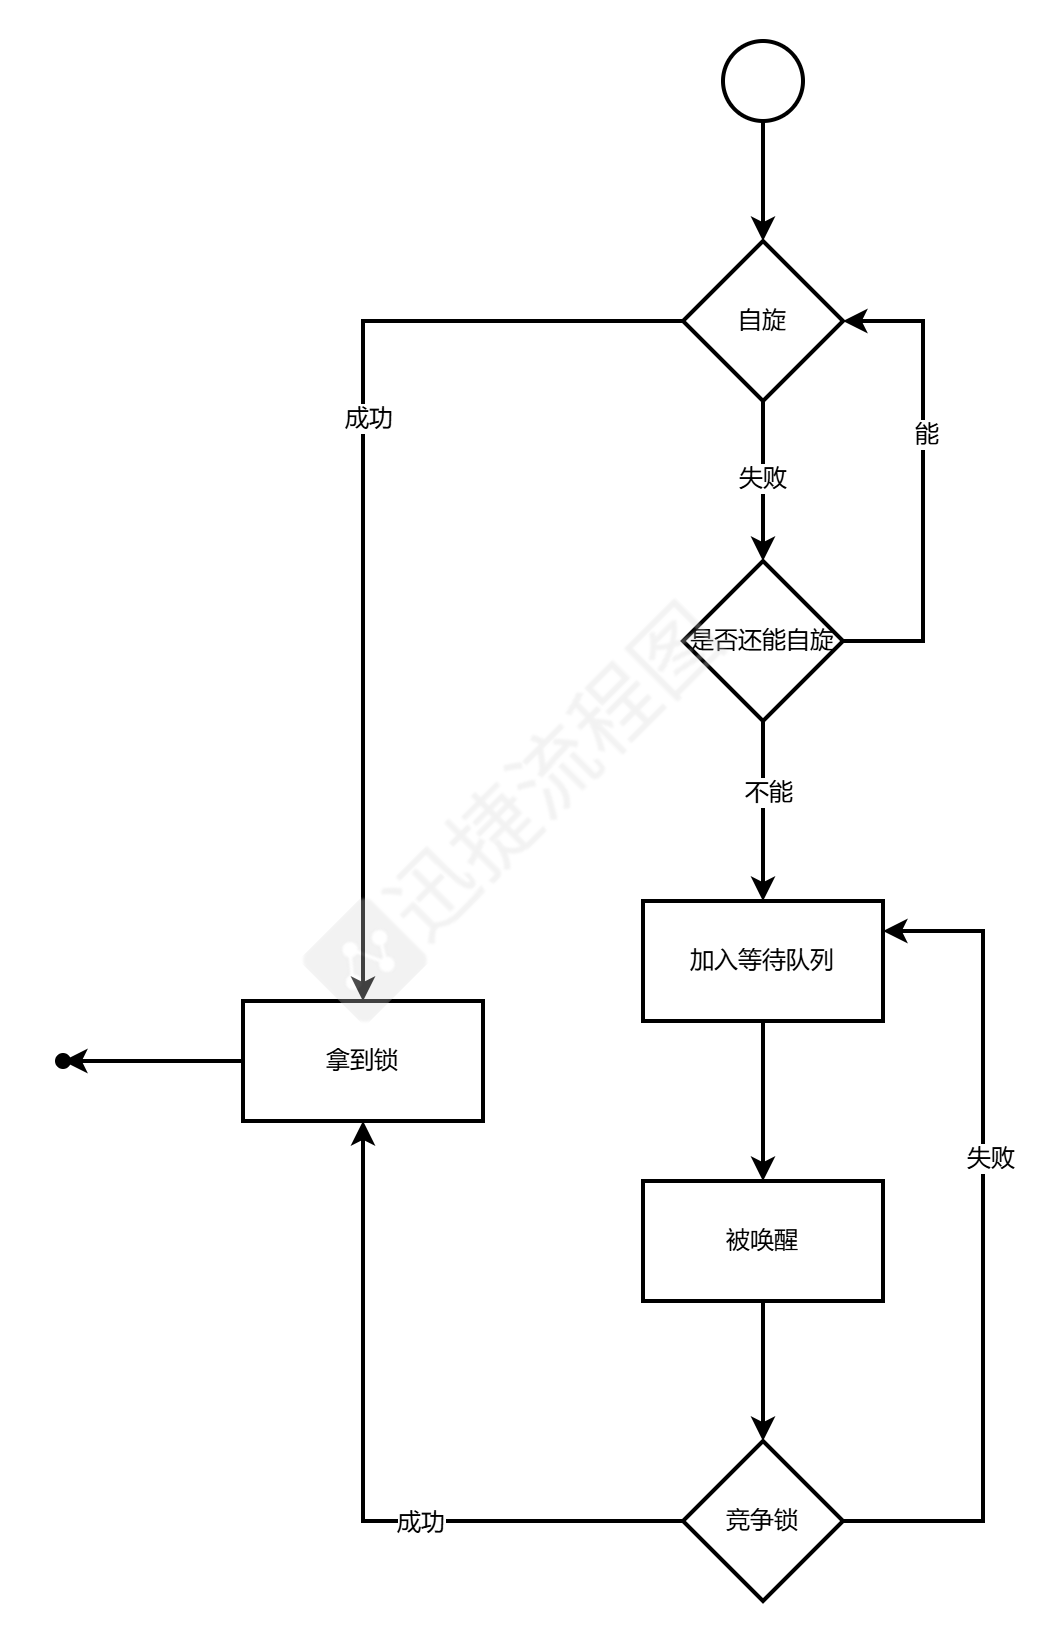 自旋
成功
能
失败
是否还能自旋
不能
迅捷流程图
加入等待队列
拿到锁
失败
被唤醒
竞争锁
成功